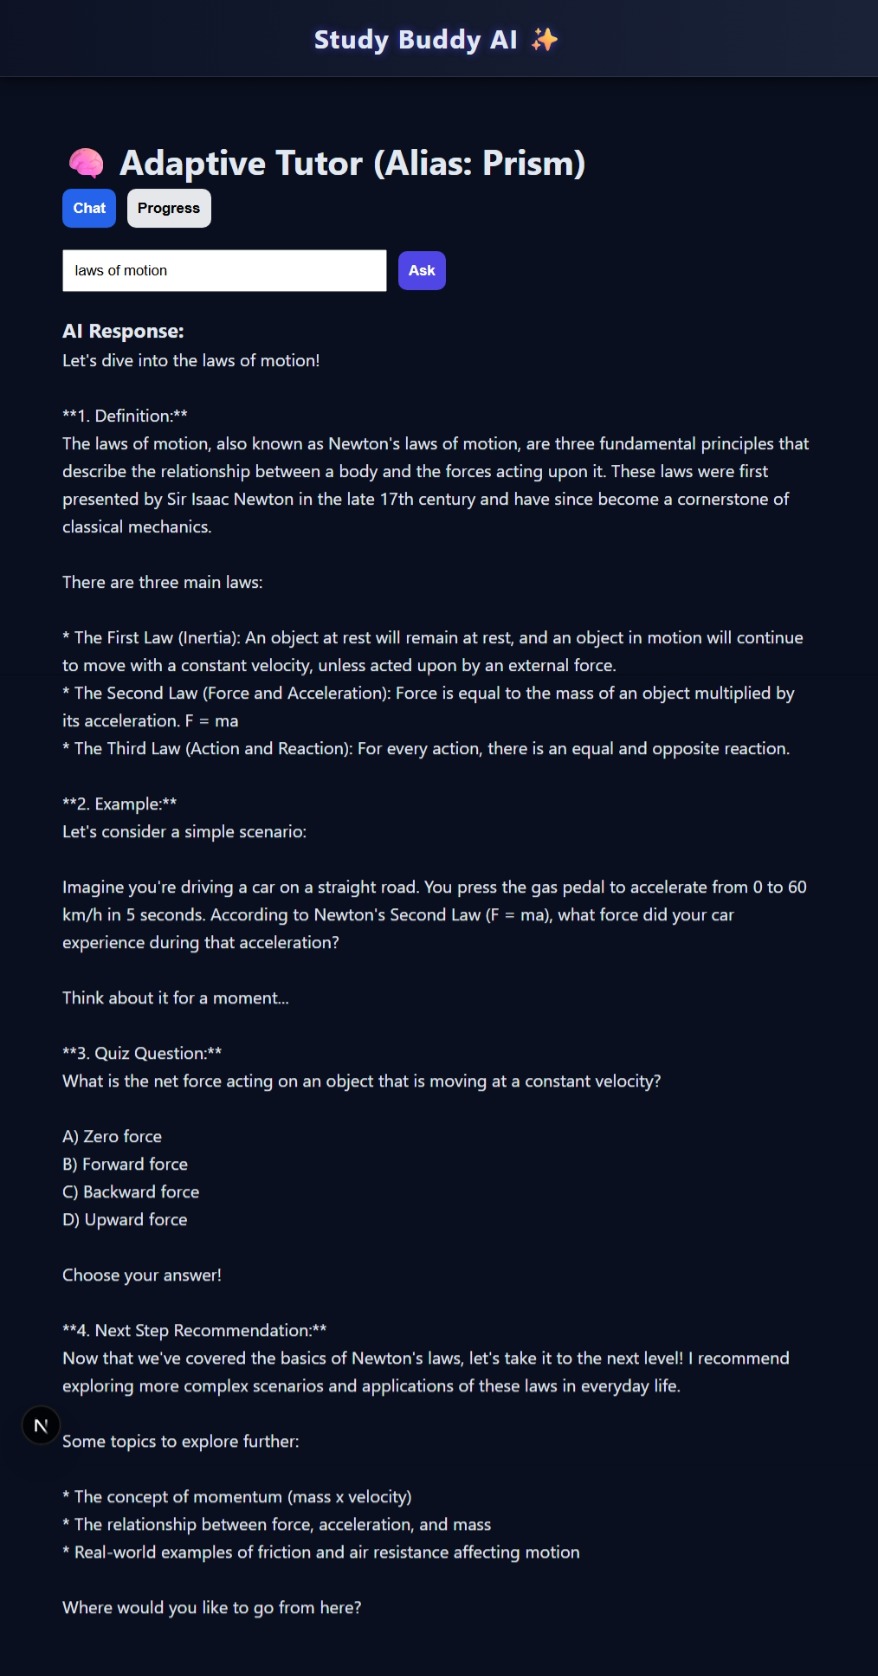 Study Buddy AI ✨
🧠 Adaptive Tutor (Alias: Prism)
Chat Progress
laws of motion Ask
AI Response:
Let's dive into the laws of motion!
**1. Definition:**
The laws of motion, also known as Newton's laws of motion, are three fundamental principles that
describe the relationship between a body and the forces acting upon it. These laws were first
presented by Sir Isaac Newton in the late 17th century and have since become a cornerstone of
classical mechanics.
There are three main laws:
* The First Law (Inertia): An object at rest will remain at rest, and an object in motion will continue
to move with a constant velocity, unless acted upon by an external force.
* The Second Law (Force and Acceleration): Force is equal to the mass of an object multiplied by
its acceleration. F = ma
* The Third Law (Action and Reaction): For every action, there is an equal and opposite reaction.
**2. Example:**
Let's consider a simple scenario:
Imagine you're driving a car on a straight road. You press the gas pedal to accelerate from 0 to 60
km/h in 5 seconds. According to Newton's Second Law (F = ma), what force did your car
experience during that acceleration?
Think about it for a moment...
**3. Quiz Question:**
What is the net force acting on an object that is moving at a constant velocity?
A) Zero force
B) Forward force
C) Backward force
D) Upward force
Choose your answer!
**4. Next Step Recommendation:**
Now that we've covered the basics of Newton's laws, let's take it to the next level! I recommend
exploring more complex scenarios and applications of these laws in everyday life.
N
Some topics to explore further:
* The concept of momentum (mass x velocity)
* The relationship between force, acceleration, and mass
* Real-world examples of friction and air resistance affecting motion
Where would you like to go from here?